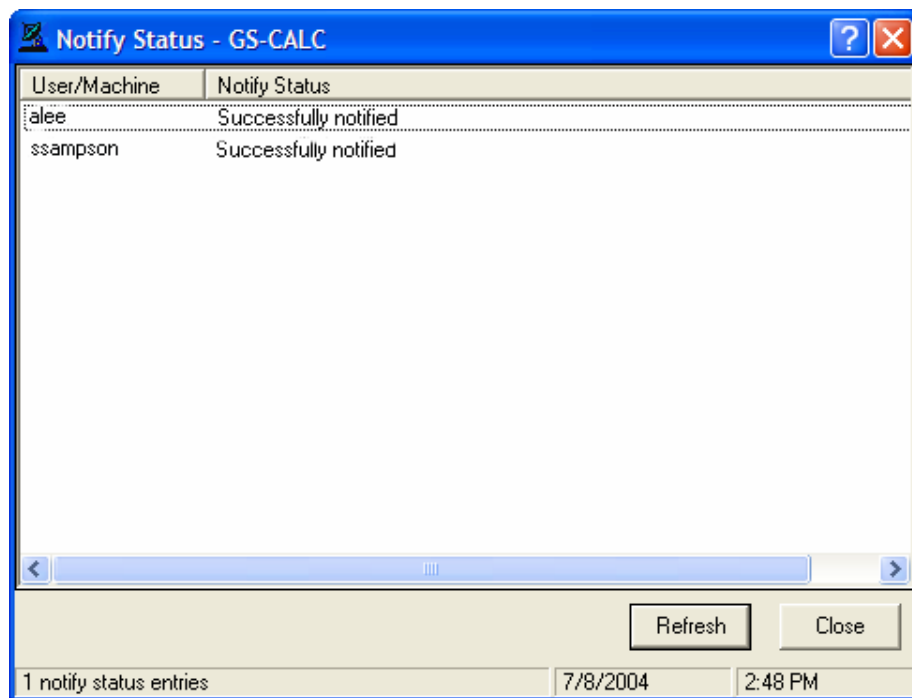 Notify Status - GS-CALC
User/Machine Notify Status
alee Successfully notified
ssampson Successfully notified
Refresh Close
1 notify status entries 7/8/2004 2:48 PM